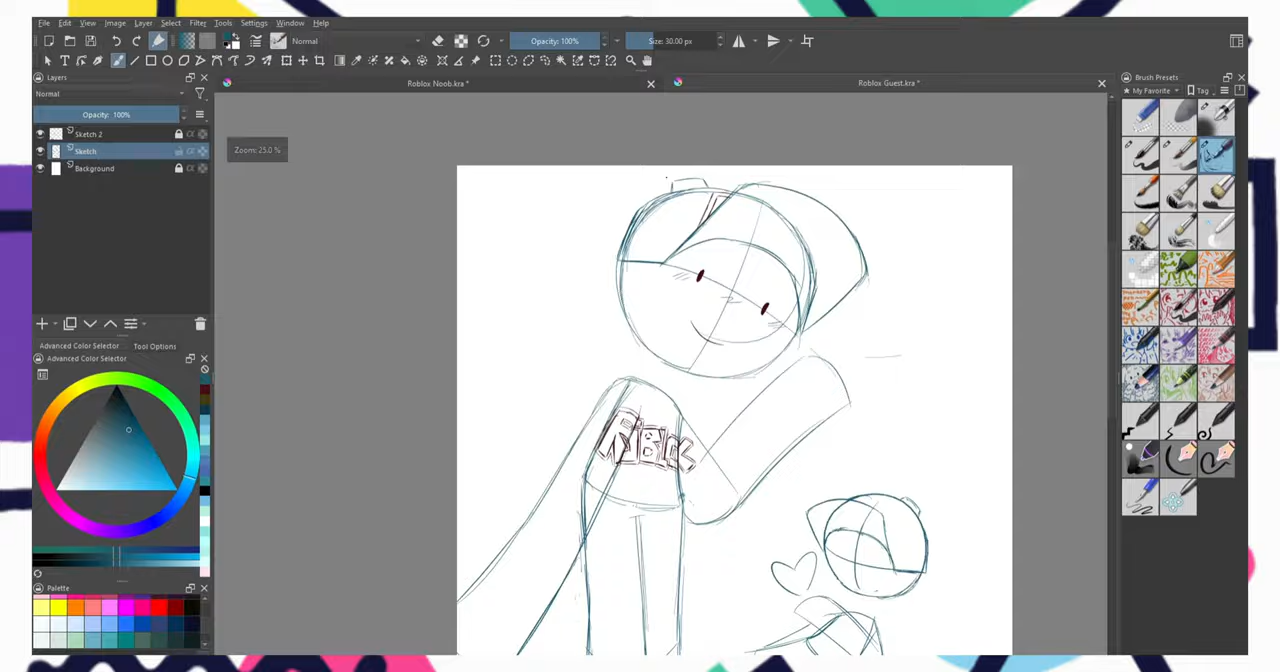 File Edit View Image Layer Select Filter Tools Settings Window Help
Normal Opacity: 100% Size: 30.00 px
Layers Roblox Noob.kra * Roblox Guest.kra * Brush Presets
Normal My Favorite Tag
Opacity: 100%
Sketch 2
Sketch
Background
Zoom: 25.0 %
Advanced Color Selector Tool Options
Advanced Color Selector
Palette